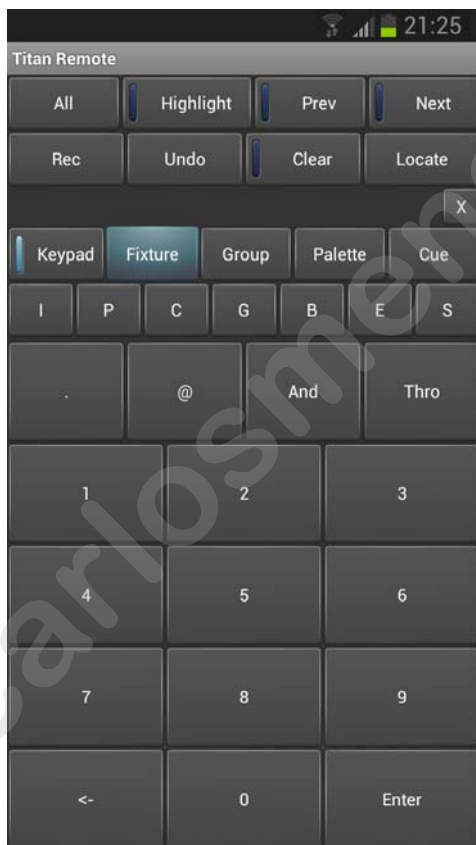 21:25
Titan Remote
All Highlight Prev Next
Rec Undo Clear Locate
X
Keypad Fixture Group Palette Cue
I P C G B E S
. @ And Thro
1 2 3
4 5 6
7 8 9
<- 0 Enter
carlosmen